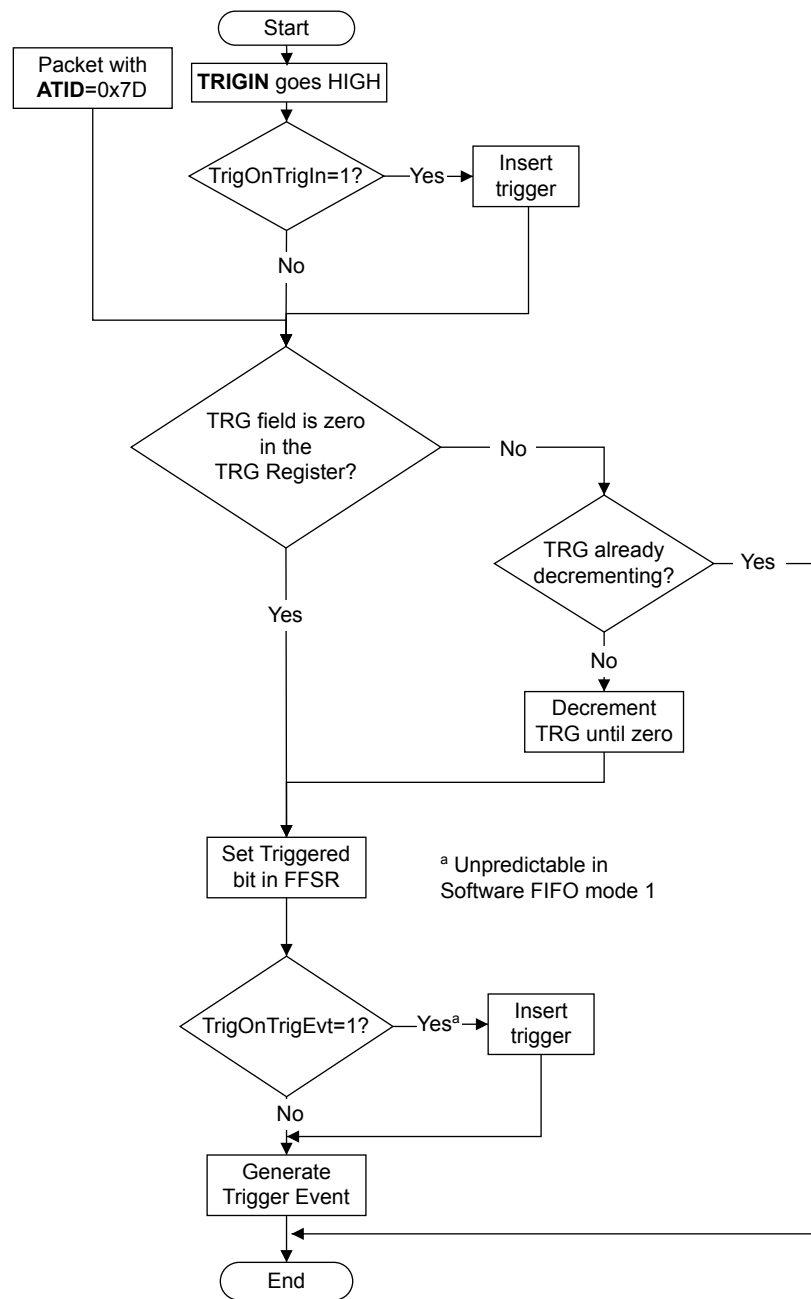 Start
Packet with
ATID=0x7D
TRIGIN goes HIGH
TrigOnTrigIn=1?
Yes
Insert
trigger
No
TRG field is zero
in the
TRG Register?
No
TRG already
decrementing?
Yes
Yes
No
Decrement
TRG until zero
Set Triggered
bit in FFSR
a Unpredictable in
Software FIFO mode 1
TrigOnTrigEvt=1?
Yesa
Insert
trigger
No
Generate
Trigger Event
End